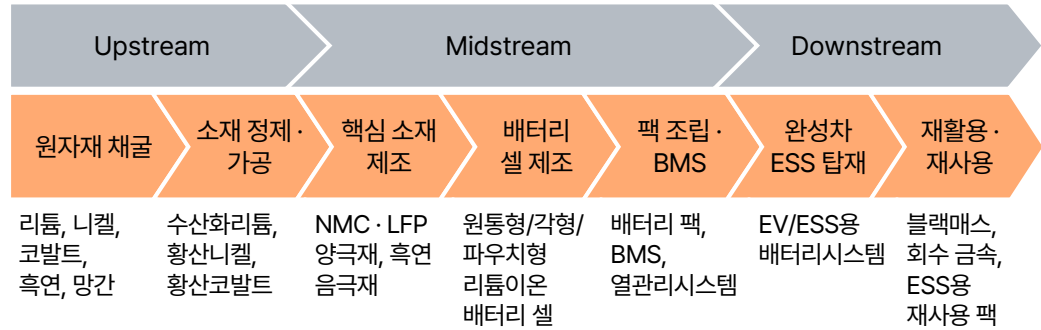 Upstream
Midstream
Downstream
원자재 채굴
소재 정제 ·
가공
핵심 소재
제조
배터리
셀 제조
팩 조립 ·
BMS
완성차
ESS 탑재
재활용 ·
재사용
리튬, 니켈,
코발트,
흑연, 망간
수산화리튬,
황산니켈,
황산코발트
NMC · LFP
양극재, 흑연
음극재
원통형/각형/
파우치형
리튬이온
배터리 셀
배터리 팩,
BMS,
열관리시스템
EV/ESS용
배터리시스템
블랙매스,
회수 금속,
ESS용
재사용 팩